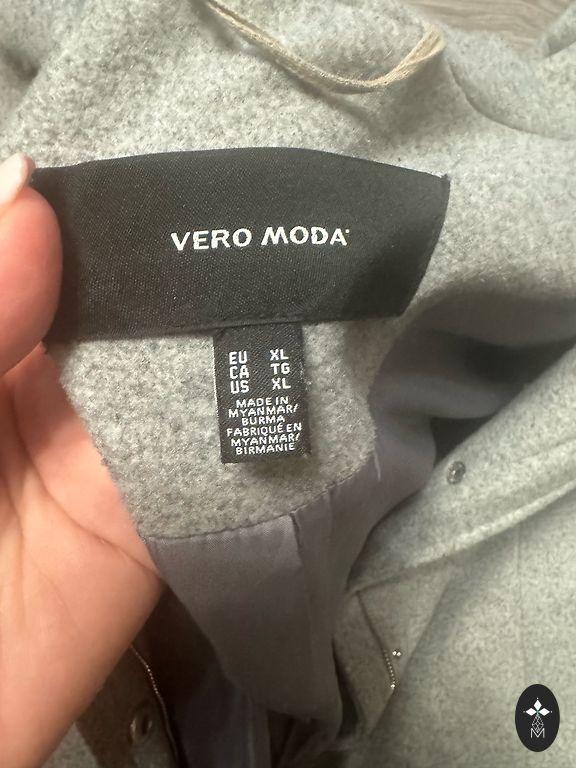 VERO MODA
EU XL
CA TG
US XL
MADE IN
MYANMAR/
BURMA
FABRIQUÉ EN
MYANMAR/
BIRMANIE
M